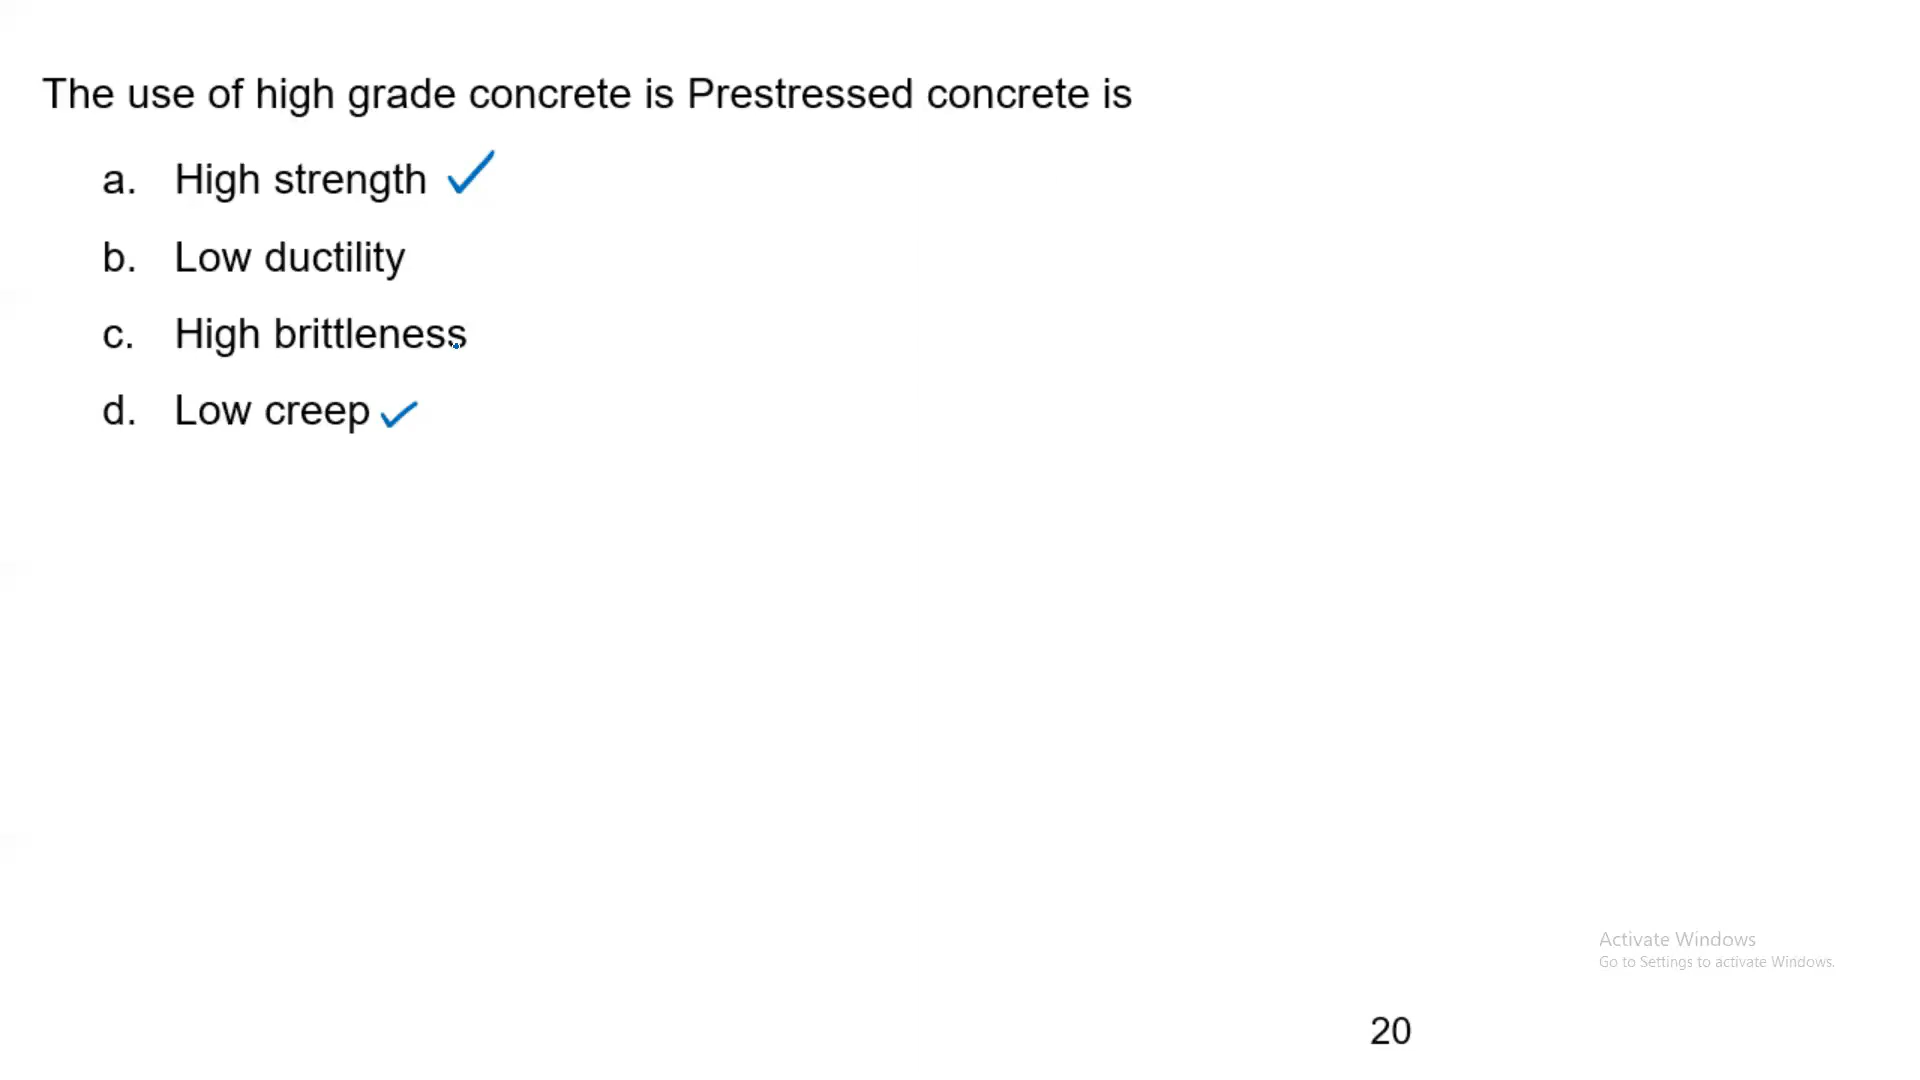 The use of high grade concrete is Prestressed concrete is
a. High strength
b. Low ductility
c. High brittleness
d. Low creep
Activate Windows
Go to Settings to activate Windows.
20